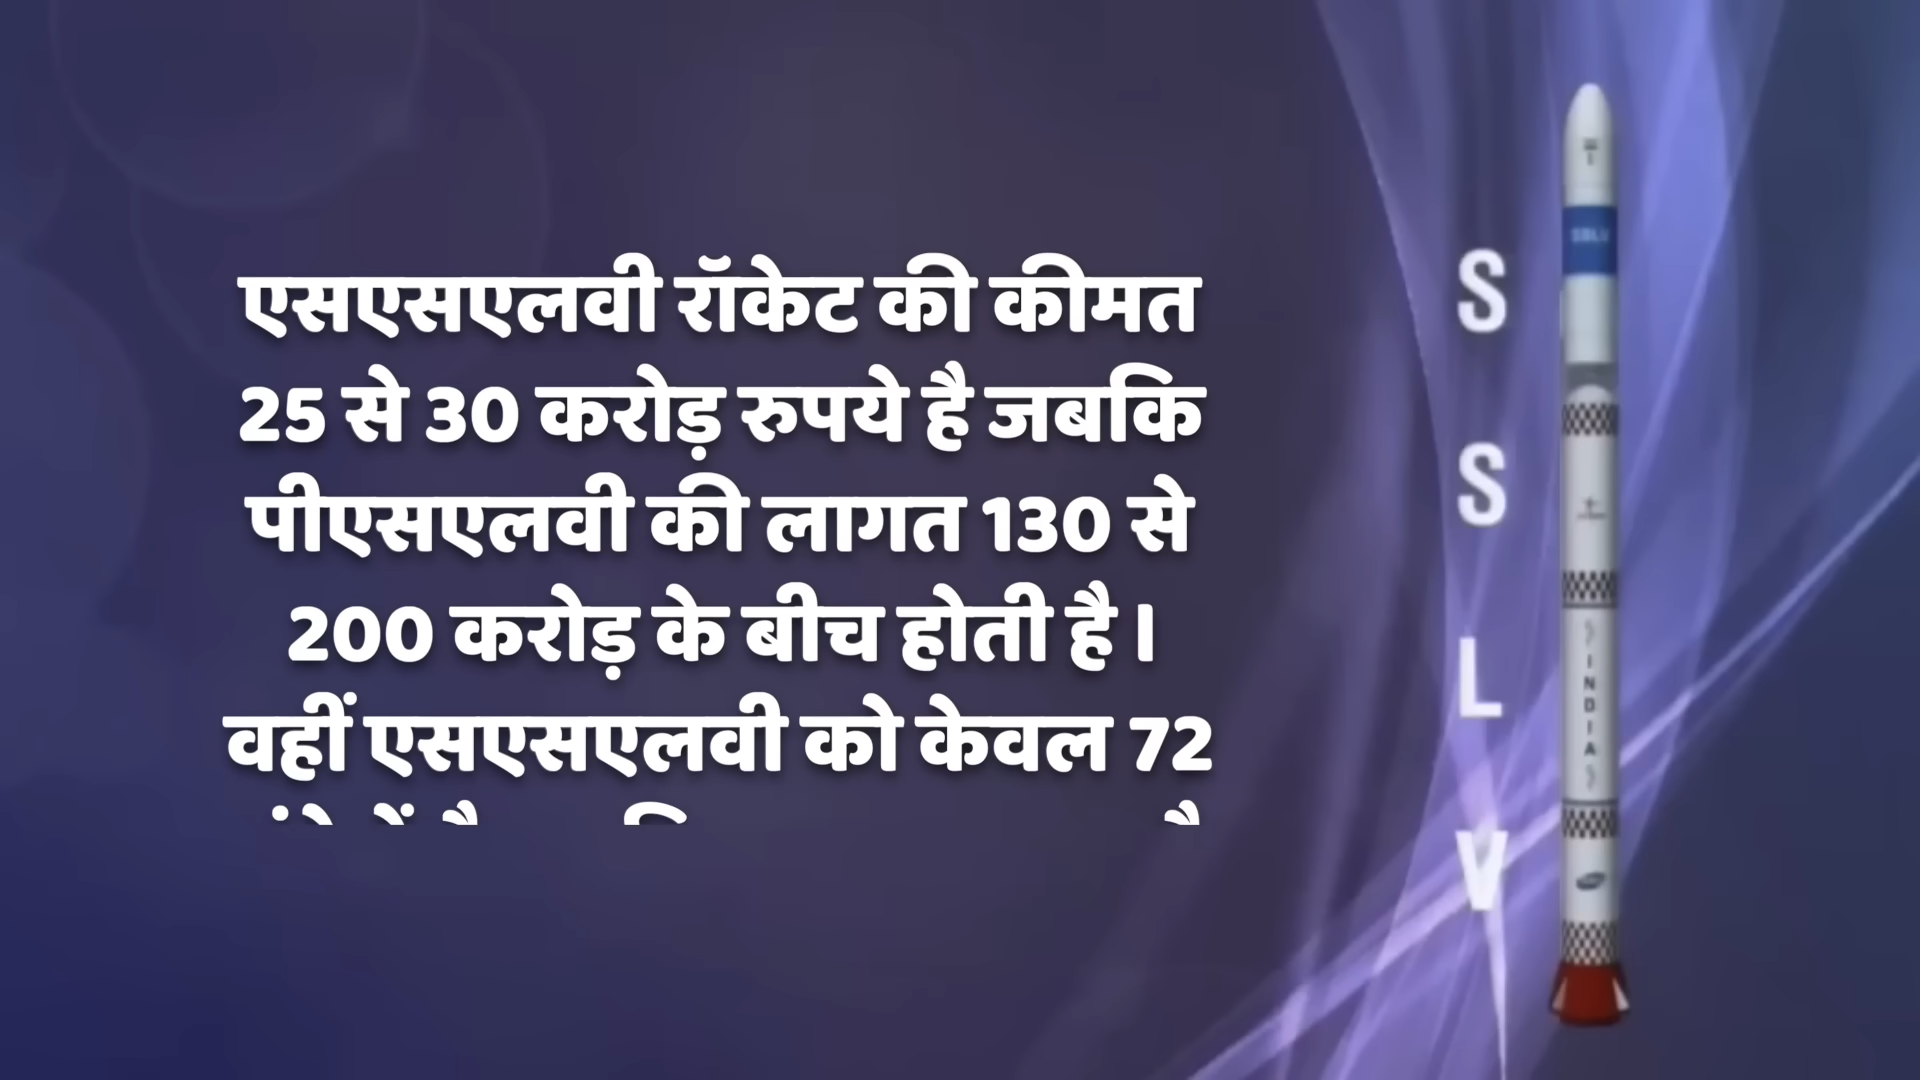 एसएसएलवी रॉकेट की कीमत
25 से 30 करोड़ रुपये है जबकि
पीएसएलवी की लागत 130 से
200 करोड़ के बीच होती है ।
वहीं एसएसएलवी को केवल 72
S
S
L
V
INDIA